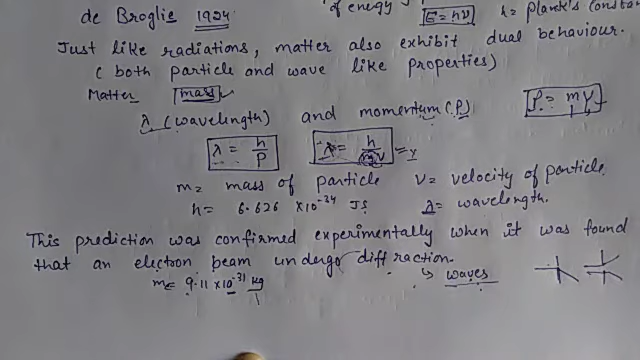 of energy
de Broglie 1924 E = hν h = planck's constan
Just like radiations, matter also exhibit dual behaviour.
( both particle and wave like properties)
Matter mass
λ (wavelength) and momentum (P) P = mV
λ = h/P λ = h/mv
m = mass of particle v = velocity of particle
h = 6.626 × 10⁻³⁴ JS λ = wavelength.
This prediction was confirmed experimentally when it was found
that an electron beam undergo diffraction.
m = 9.11 × 10⁻³¹ kg → waves